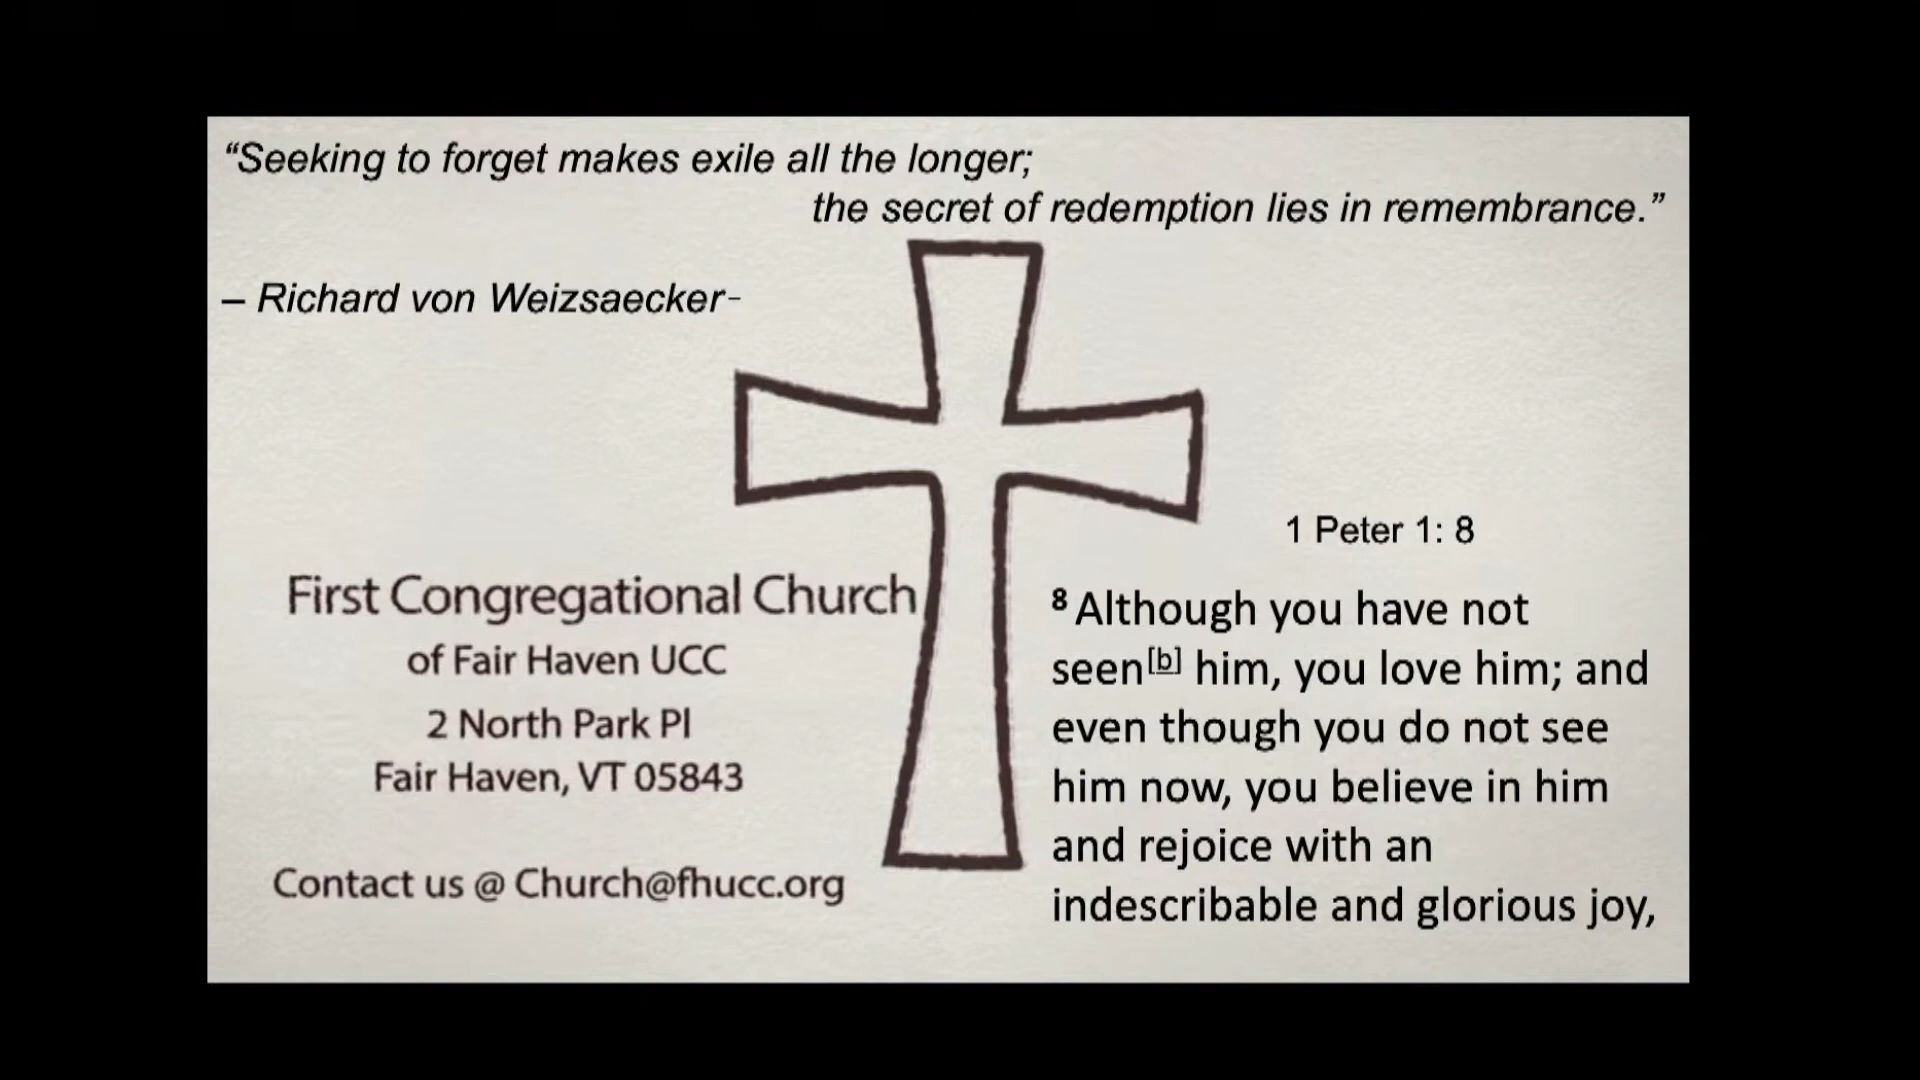 “Seeking to forget makes exile all the longer;
the secret of redemption lies in remembrance.”
– Richard von Weizsaecker-
First Congregational Church
of Fair Haven UCC
2 North Park Pl
Fair Haven, VT 05843
Contact us @ Church@fhucc.org
1 Peter 1: 8
8 Although you have not
seen[b] him, you love him; and
even though you do not see
him now, you believe in him
and rejoice with an
indescribable and glorious joy,